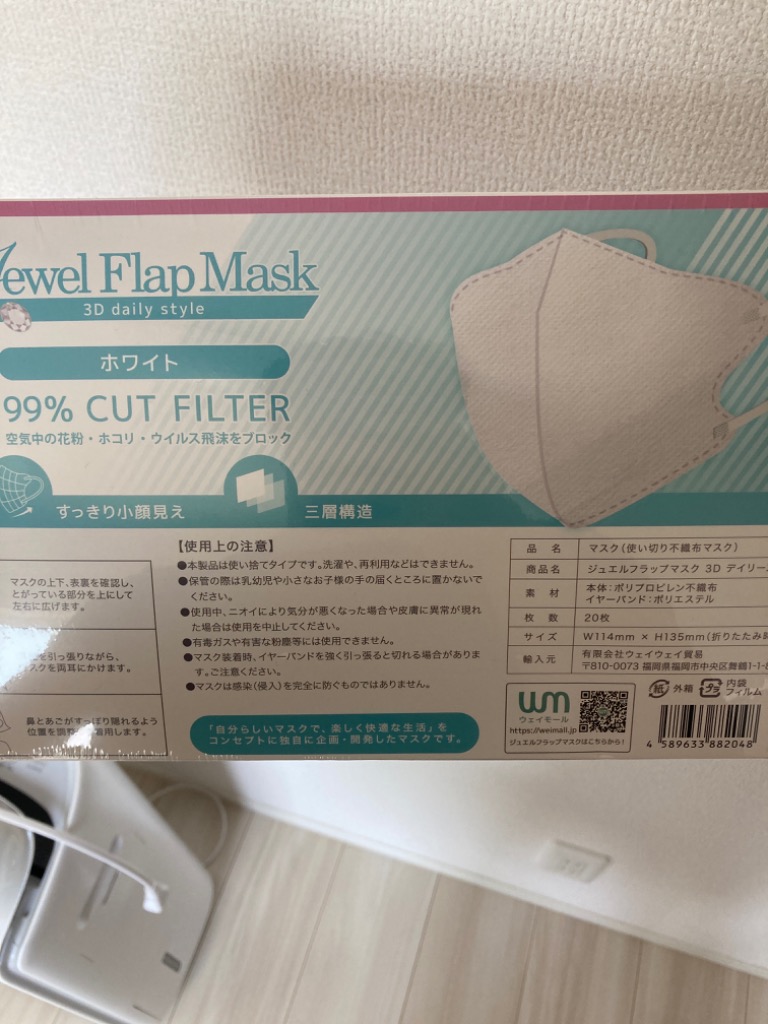 Jewel Flap Mask
3D daily style
ホワイト
99% CUT FILTER
空気中の花粉・ホコリ・ウイルス飛沫をブロック
すっきり小顔見え
三層構造
マスクの上下、表裏を確認し、
とがっている部分を上にして
左右に広げます。
を引っ張りながら、
マスクを両耳にかけます。
鼻とあごがすっぽり隠れるよう
位置を調整し着用します。
【使用上の注意】
●本製品は使い捨てタイプです。洗濯や、再利用などはできません。
●保管の際は乳幼児や小さなお子様の手の届くところに置かないで
ください。
●使用中、ニオイにより気分が悪くなった場合や皮膚に異常が現れ
た場合は使用を中止してください。
●有毒ガスや有害な粉塵等には使用できません。
●マスク装着時、イヤーバンドを強く引っ張ると切れる場合がありま
す。ご注意ください。
●マスクは感染(侵入)を完全に防ぐものではありません。
「自分らしいマスクで、楽しく快適な生活」を
コンセプトに独自に企画・開発したマスクです。
品 名 マスク(使い切り不織布マスク)
商品名 ジュエルフラップマスク 3D デイリー
素 材 本体:ポリプロピレン不織布
イヤーバンド:ポリエステル
枚 数 20枚
サイズ W114mm × H135mm(折りたたみ時
輸入元 有限会社ウェイウェイ貿易
〒810-0073 福岡県福岡市中央区舞鶴1-1-
wm
ウェイモール
https://weimall.jp
ジュエルフラップマスクはこちらから!
紙 外箱 プラ 内袋
フィルム
4 589633 882048